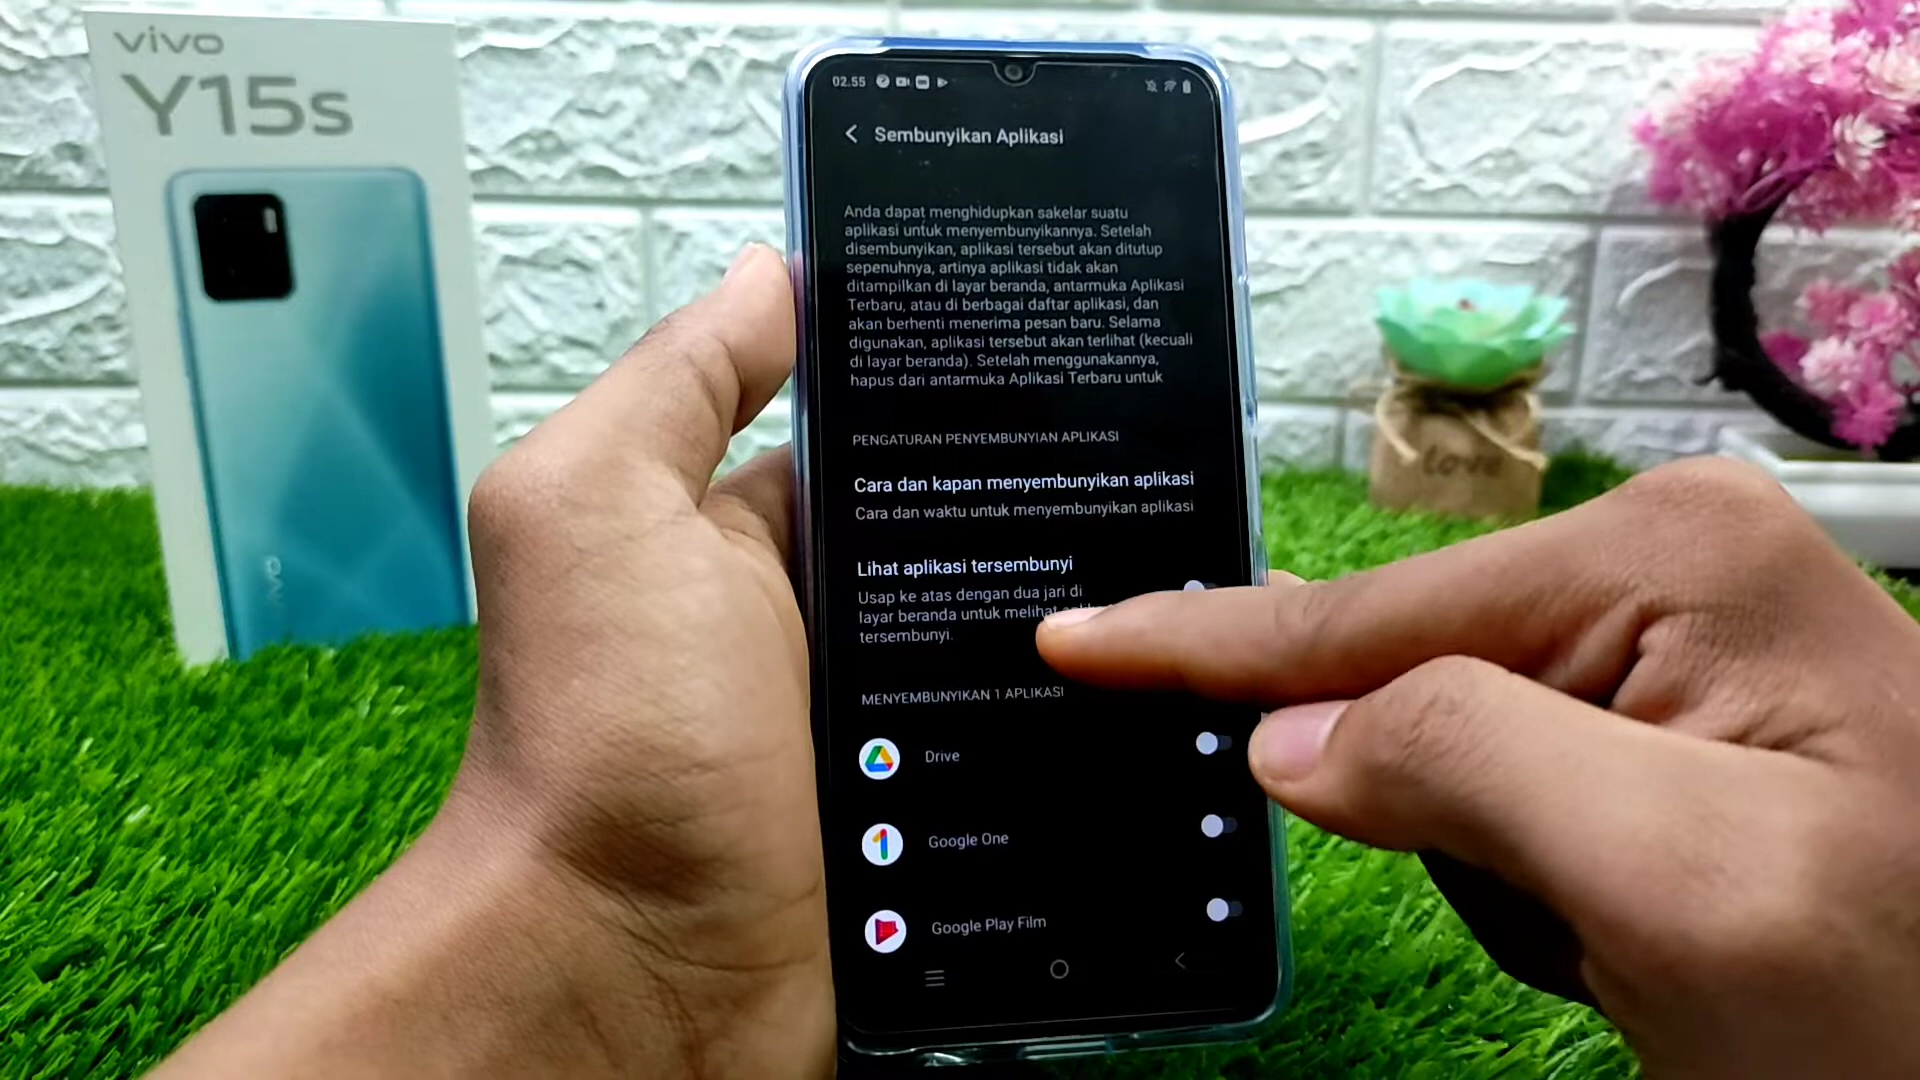 vivo
Y15s
vivo
02.55
Sembunyikan Aplikasi
Anda dapat menghidupkan sakelar suatu
aplikasi untuk menyembunyikannya. Setelah
disembunyikan, aplikasi tersebut akan ditutup
sepenuhnya, artinya aplikasi tidak akan
ditampilkan di layar beranda, antarmuka Aplikasi
Terbaru, atau di berbagai daftar aplikasi, dan
akan berhenti menerima pesan baru. Selama
digunakan, aplikasi tersebut akan terlihat (kecuali
di layar beranda). Setelah menggunakannya,
hapus dari antarmuka Aplikasi Terbaru untuk
PENGATURAN PENYEMBUNYIAN APLIKASI
Cara dan kapan menyembunyikan aplikasi
Cara dan waktu untuk menyembunyikan aplikasi
Lihat aplikasi tersembunyi
Usap ke atas dengan dua jari di
layar beranda untuk melihat
tersembunyi.
MENYEMBUNYIKAN 1 APLIKASI
Drive
Google One
Google Play Film
love